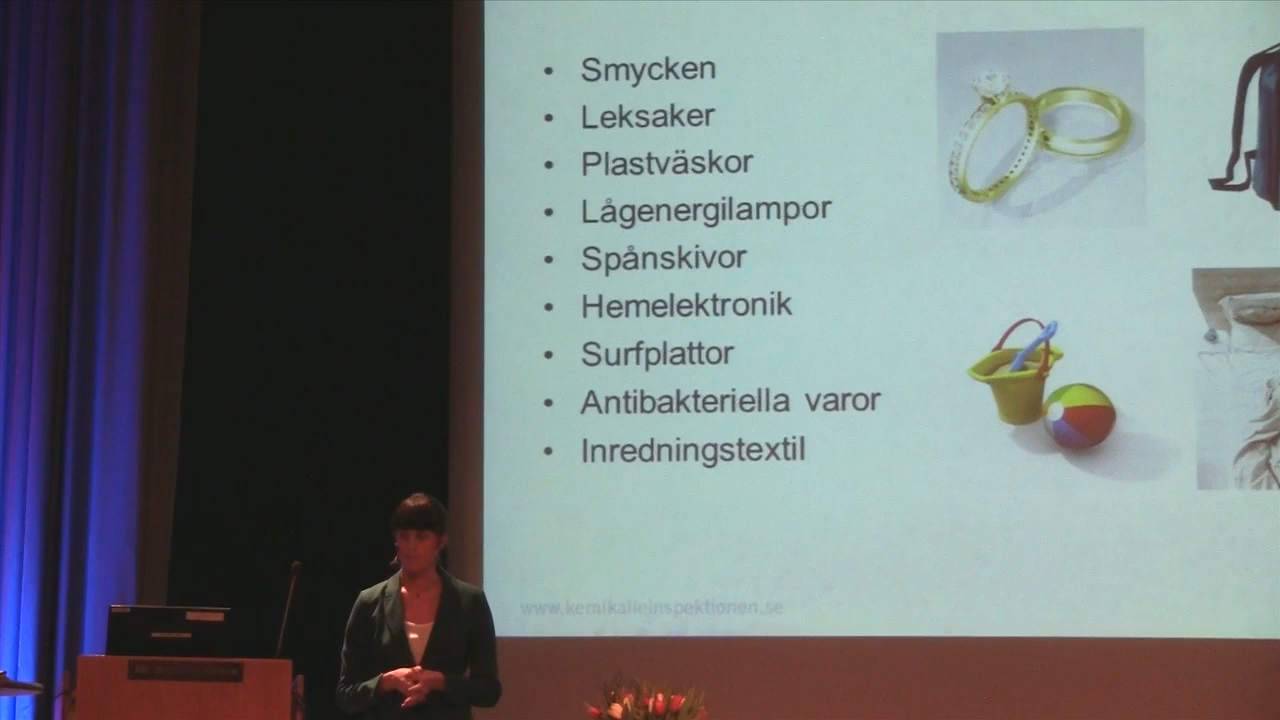 Smycken
Leksaker
Plastväskor
Lågenergilampor
Spånskivor
Hemelektronik
Surfplattor
Antibakteriella varor
Inredningstextil
www.kemikalieinspektionen.se